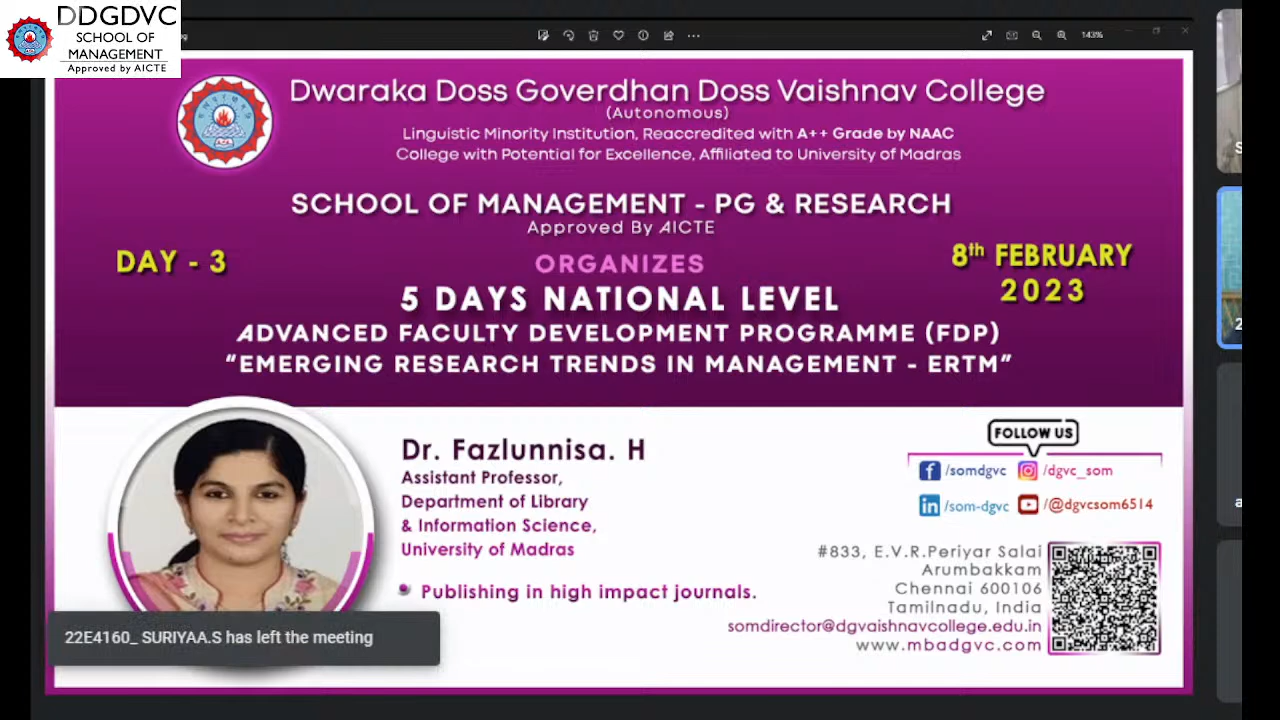 DDGDVC
SCHOOL OF
MANAGEMENT
Approved by AICTE
143%
Dwaraka Doss Goverdhan Doss Vaishnav College
(Autonomous)
Linguistic Minority Institution, Reaccredited with A++ Grade by NAAC
College with Potential for Excellence, Affiliated to University of Madras
SCHOOL OF MANAGEMENT - PG & RESEARCH
Approved By AICTE
DAY - 3
ORGANIZES
8th FEBRUARY
2023
5 DAYS NATIONAL LEVEL
ADVANCED FACULTY DEVELOPMENT PROGRAMME (FDP)
"EMERGING RESEARCH TRENDS IN MANAGEMENT - ERTM"
Dr. Fazlunnisa. H
Assistant Professor,
Department of Library
& Information Science,
University of Madras
Publishing in high impact journals.
FOLLOW US
/somdgvc /dgvc_som
/som-dgvc /@dgvcsom6514
#833, E.V.R.Periyar Salai
Arumbakkam
Chennai 600106
Tamilnadu, India
somdirector@dgvaishnavcollege.edu.in
www.mbadgvc.com
22E4160_ SURIYAA.S has left the meeting